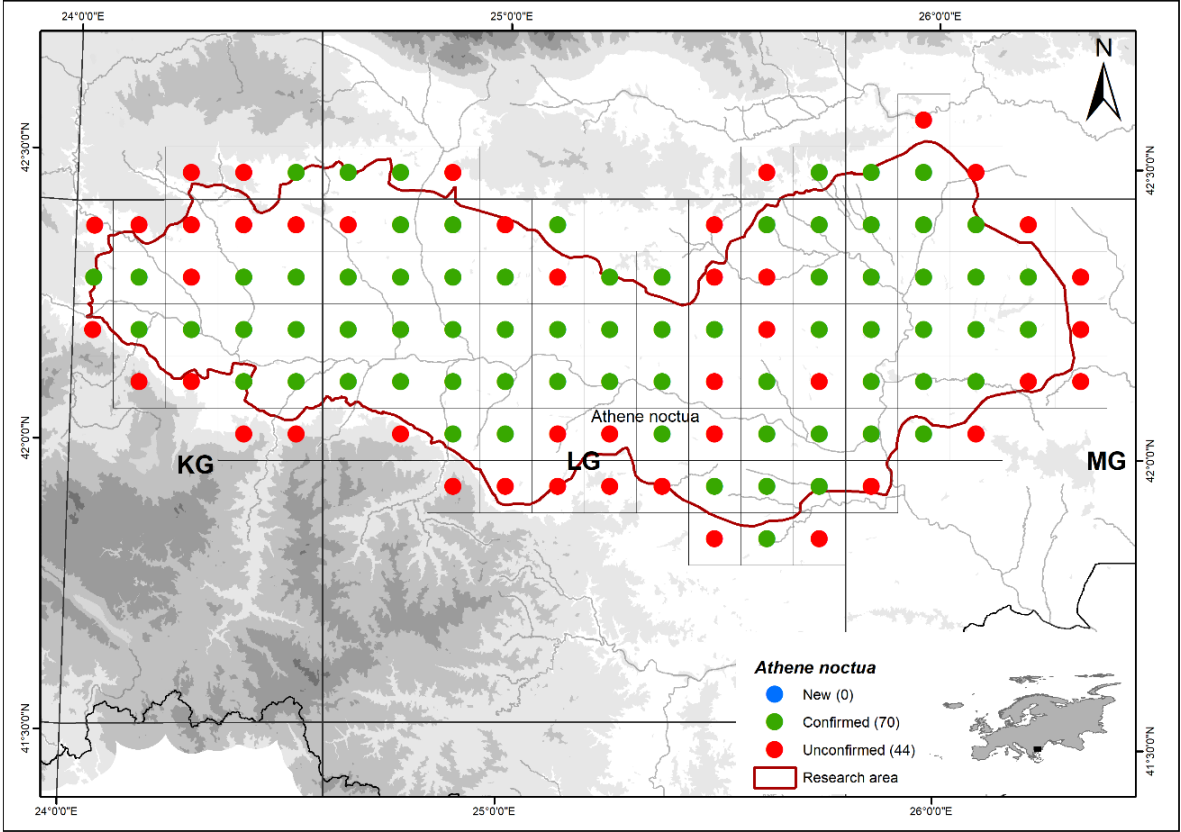 24°0'0"E 25°0'0"E 26°0'0"E
N
42°30'0"N
42°30'0"N
Athene noctua
42°0'0"N
42°0'0"N
KG LG MG
Athene noctua
New (0)
Confirmed (70)
Unconfirmed (44)
Research area
41°30'0"N
41°30'0"N
24°0'0"E 25°0'0"E 26°0'0"E